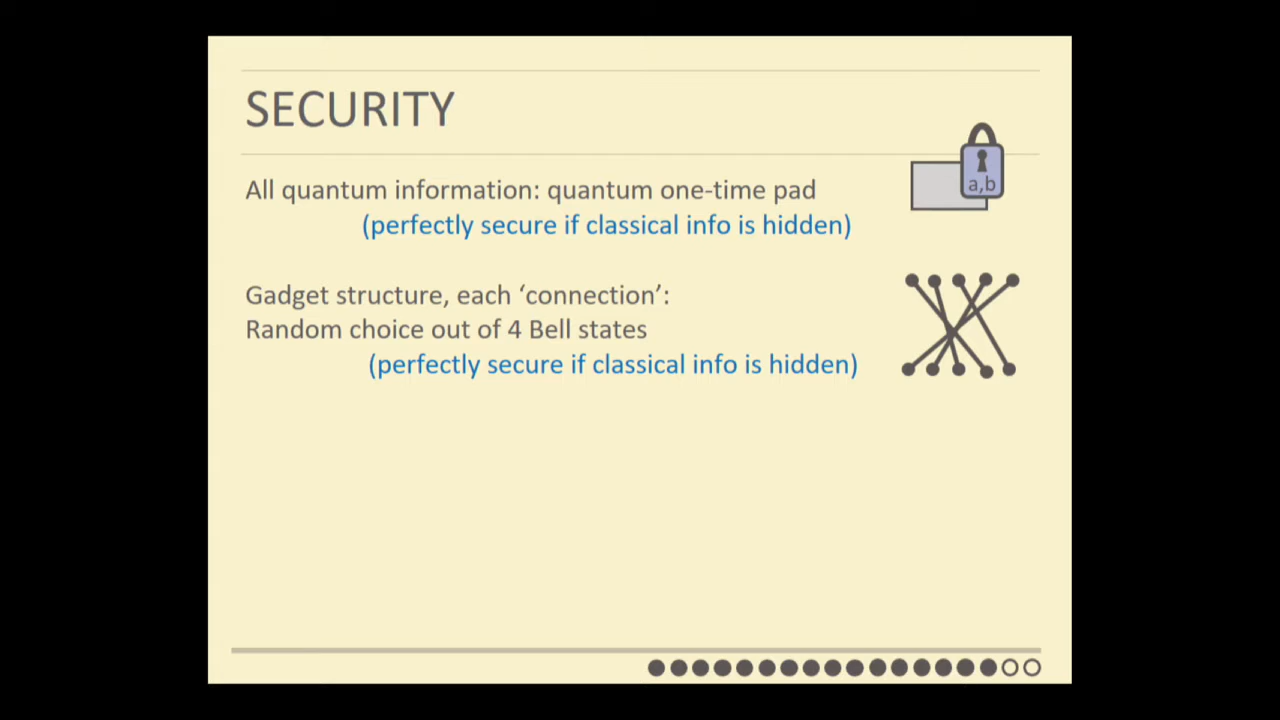 SECURITY
All quantum information: quantum one-time pad
(perfectly secure if classical info is hidden)
a,b
Gadget structure, each ‘connection’:
Random choice out of 4 Bell states
(perfectly secure if classical info is hidden)